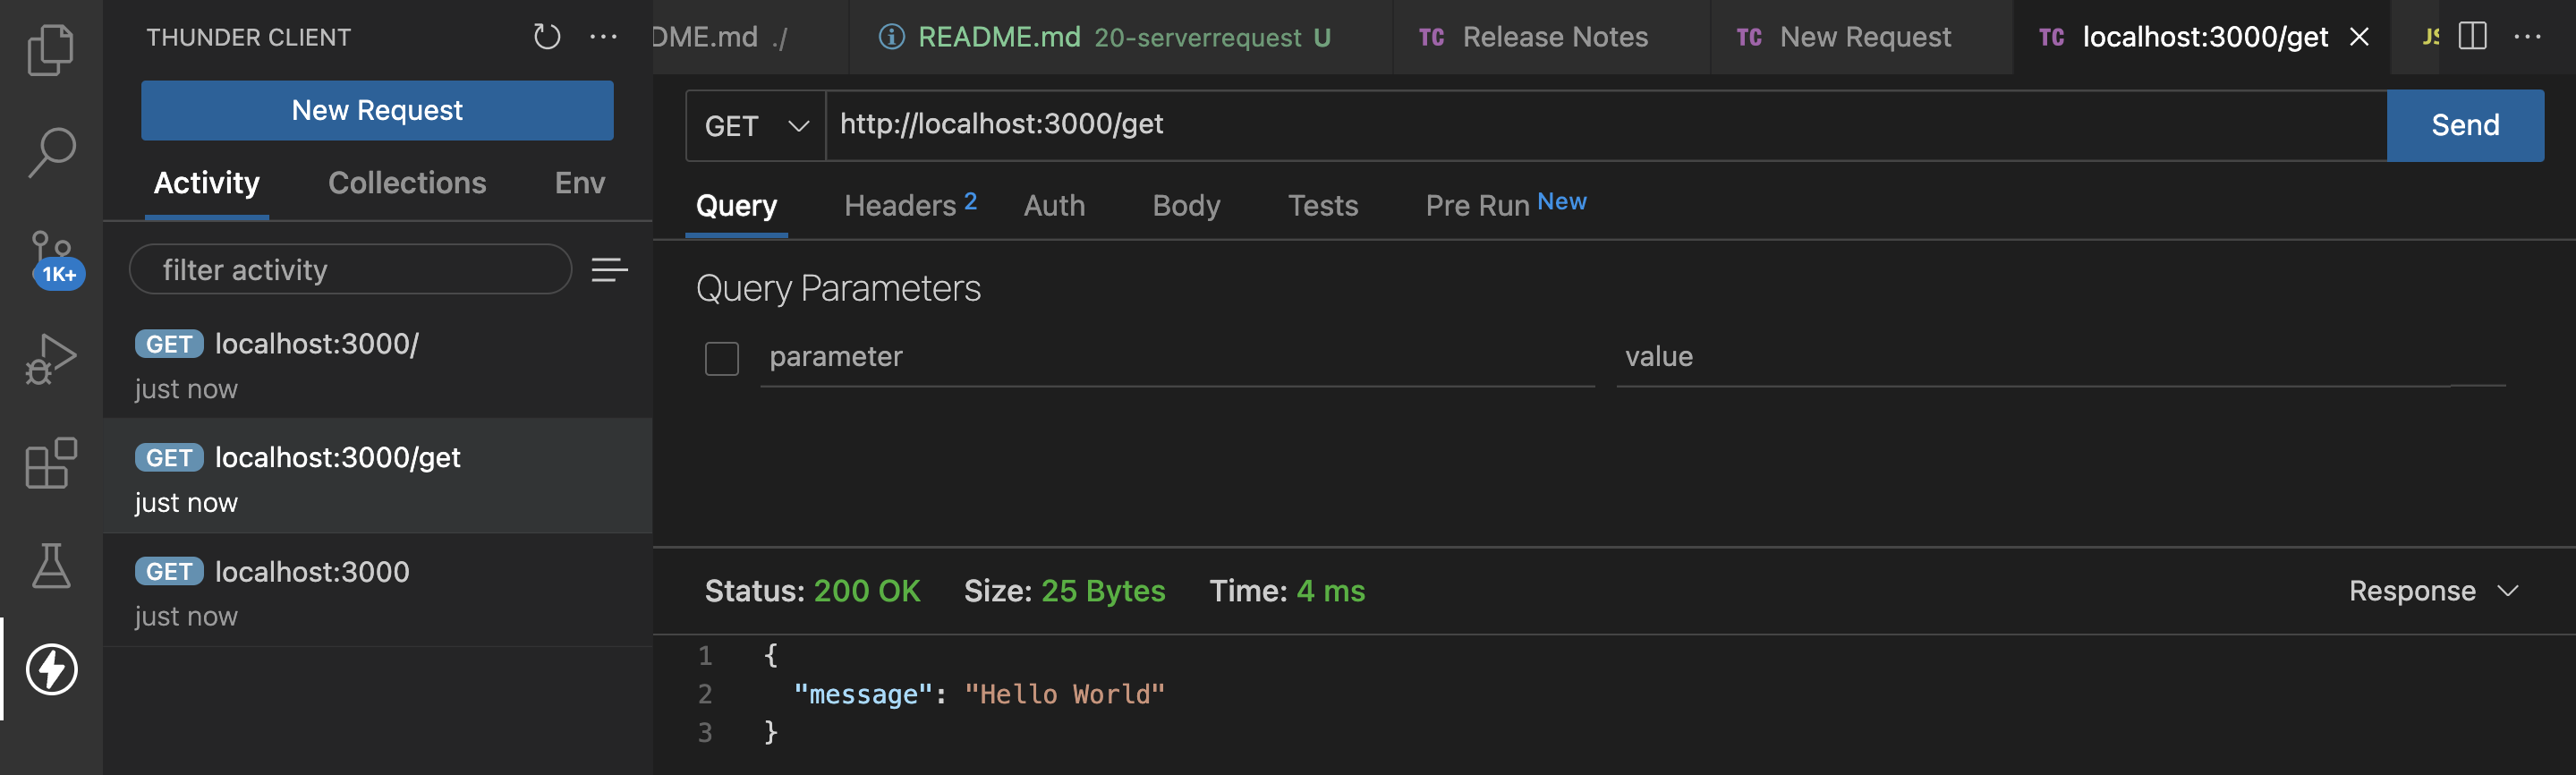 THUNDER CLIENT
New Request
Activity Collections Env
filter activity
GET localhost:3000/
just now
GET localhost:3000/get
just now
GET localhost:3000
just now
1K+
DME.md ./
README.md 20-serverrequest U
TC Release Notes
TC New Request
TC localhost:3000/get
JS
GET http://localhost:3000/get Send
Query Headers 2 Auth Body Tests Pre Run New
Query Parameters
parameter value
Status: 200 OK Size: 25 Bytes Time: 4 ms Response
1 {
2 "message": "Hello World"
3 }